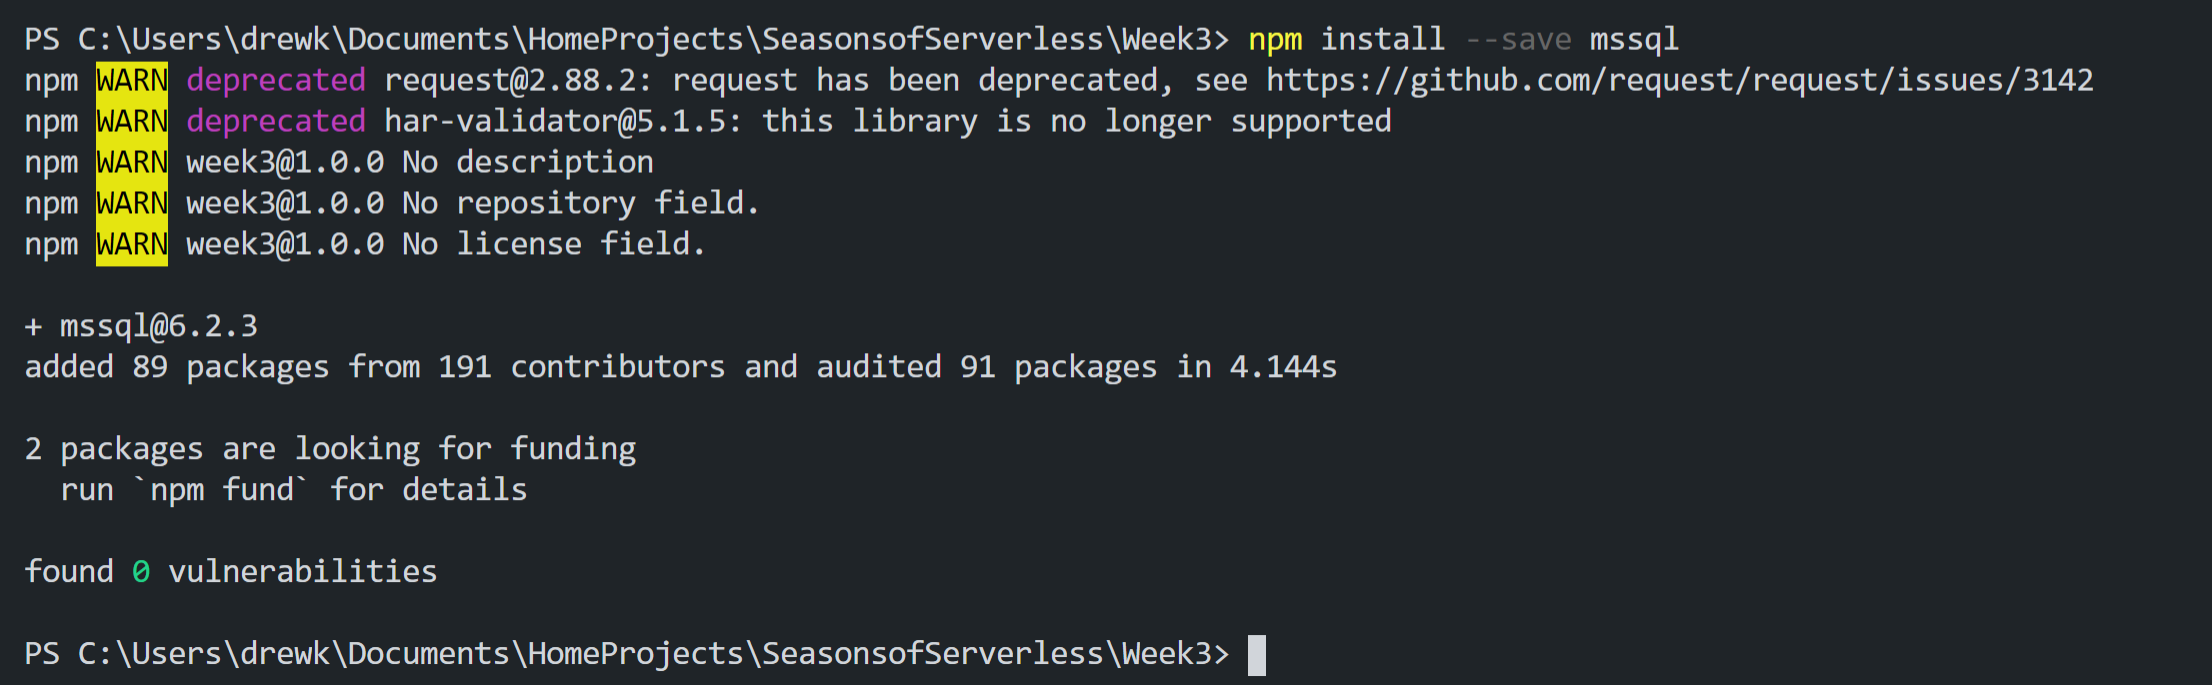 PS C:\Users\drewk\Documents\HomeProjects\SeasonsofServerless\Week3> npm install --save mssql
npm WARN deprecated request@2.88.2: request has been deprecated, see https://github.com/request/request/issues/3142
npm WARN deprecated har-validator@5.1.5: this library is no longer supported
npm WARN week3@1.0.0 No description
npm WARN week3@1.0.0 No repository field.
npm WARN week3@1.0.0 No license field.
+ mssql@6.2.3
added 89 packages from 191 contributors and audited 91 packages in 4.144s
2 packages are looking for funding
  run `npm fund` for details
found 0 vulnerabilities
PS C:\Users\drewk\Documents\HomeProjects\SeasonsofServerless\Week3>